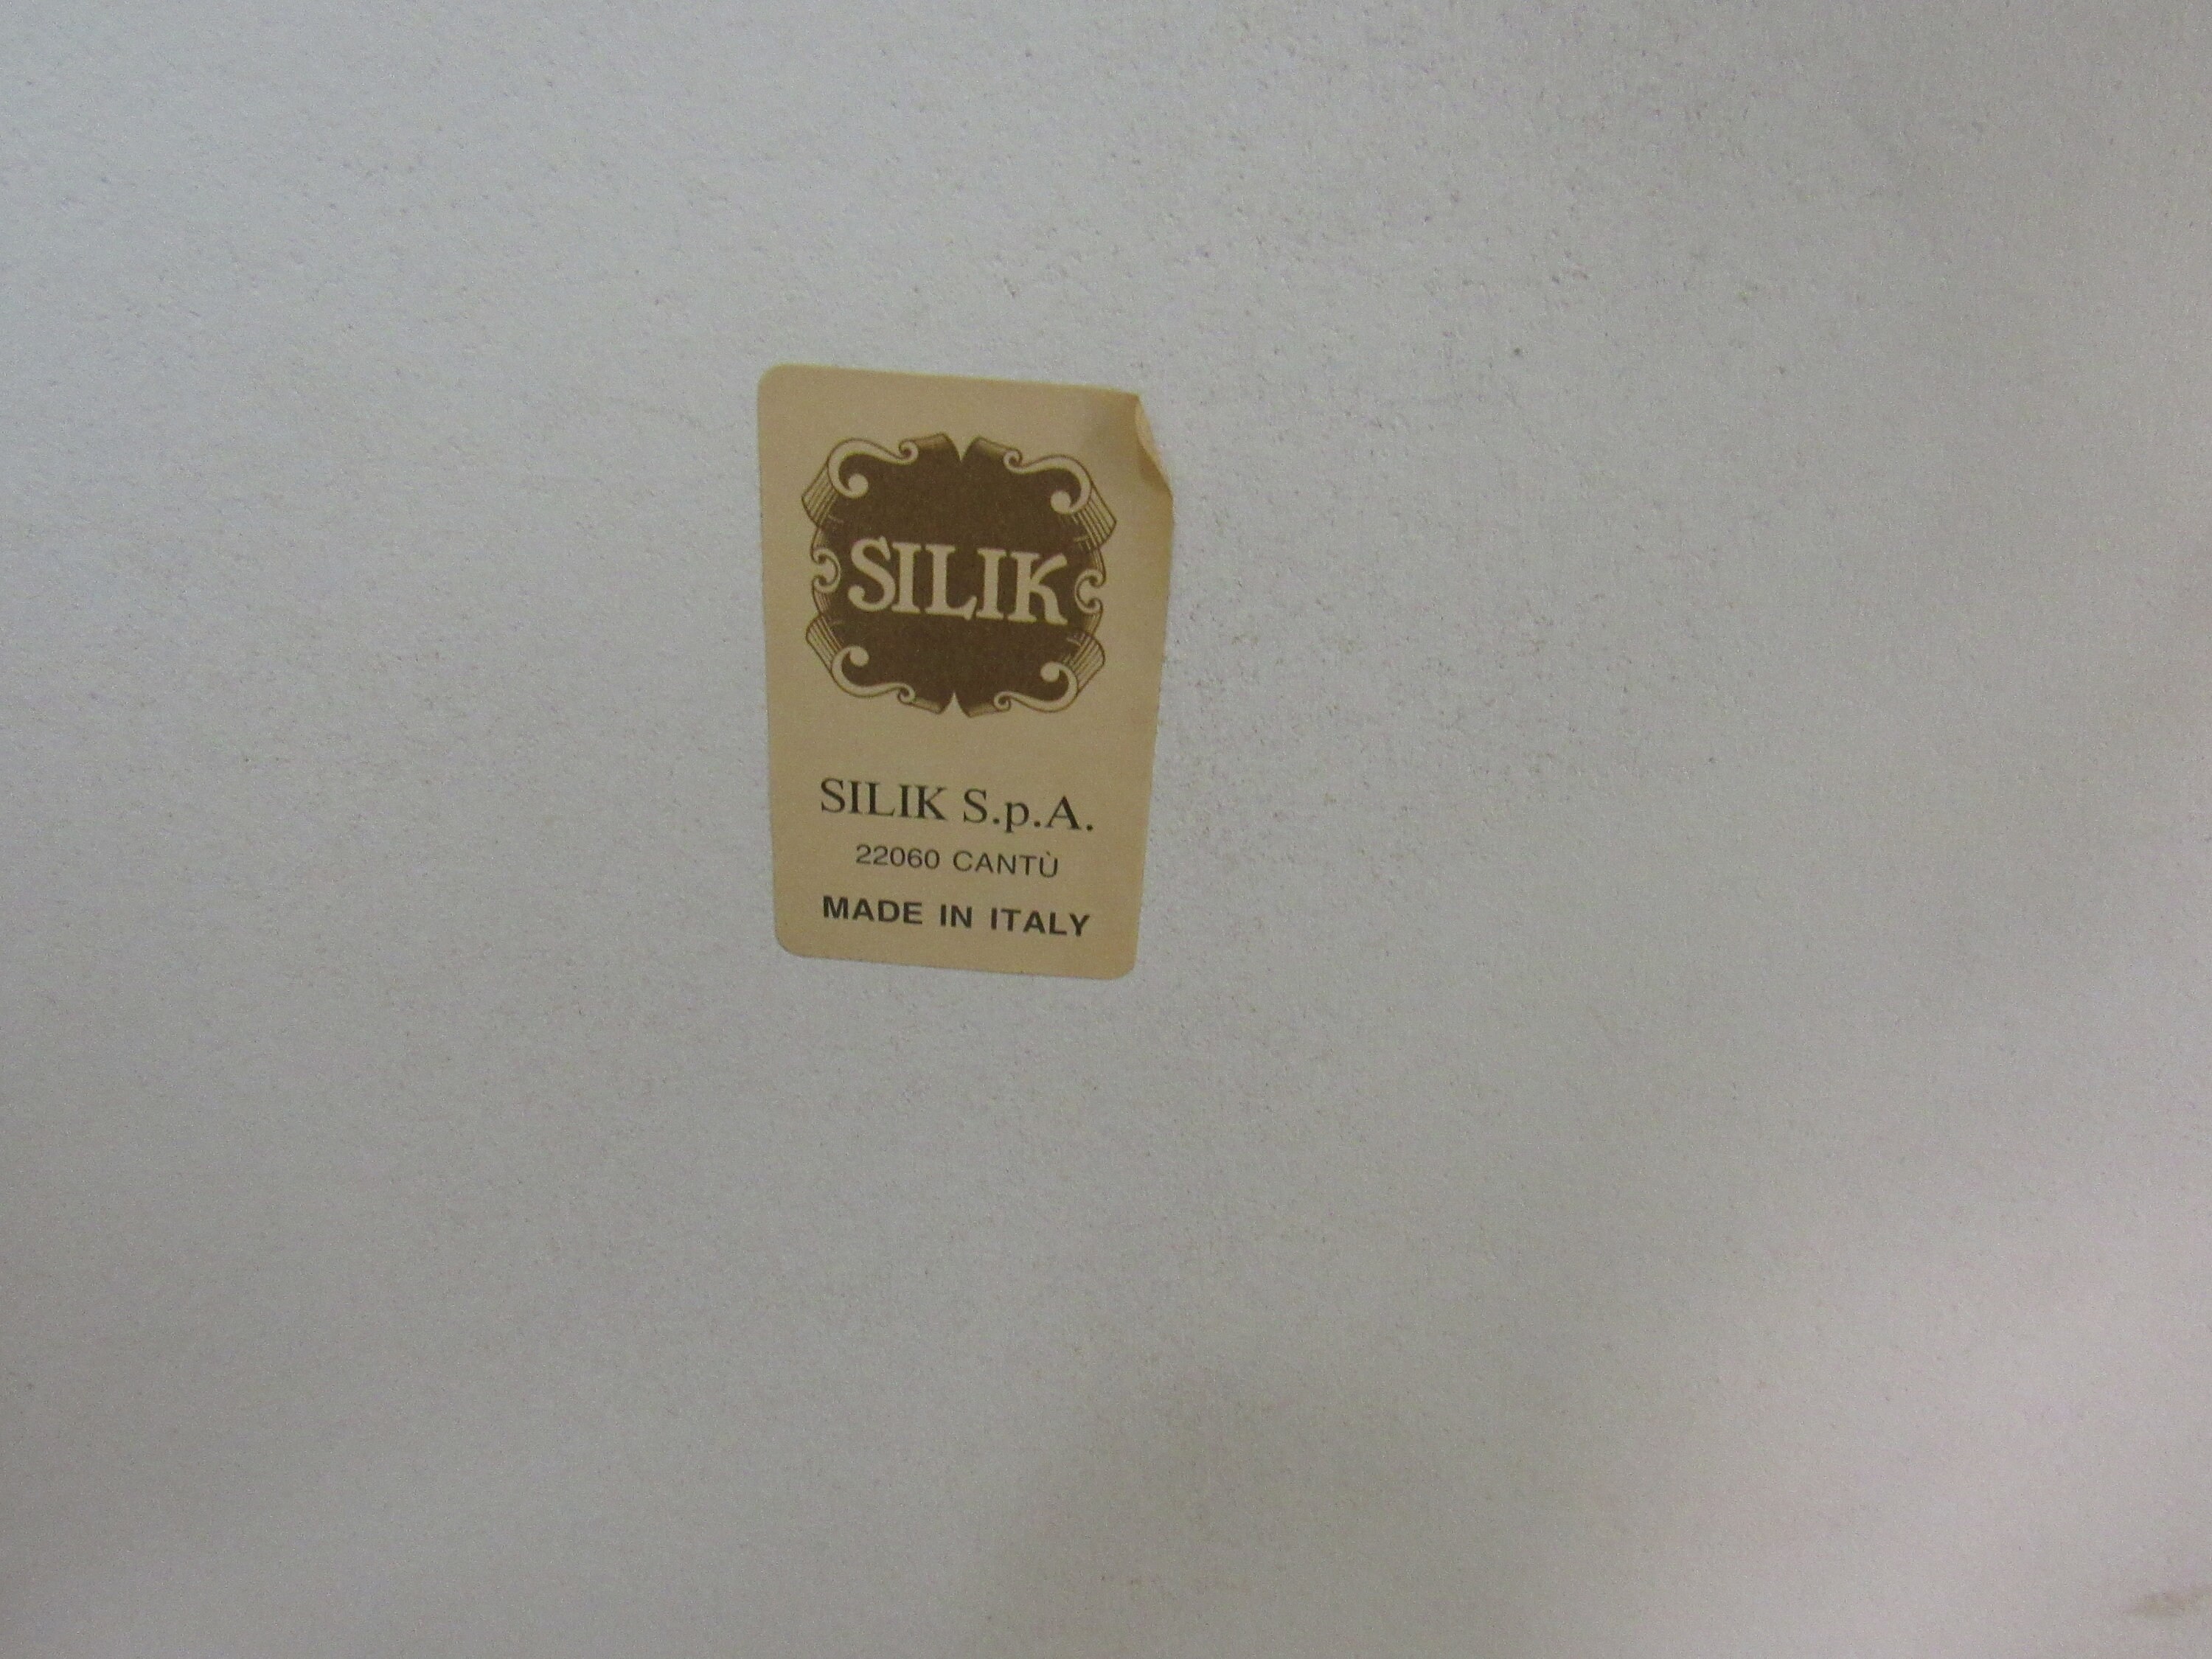 SILIK
SILIK S.p.A.
22060 CANTÙ
MADE IN ITALY